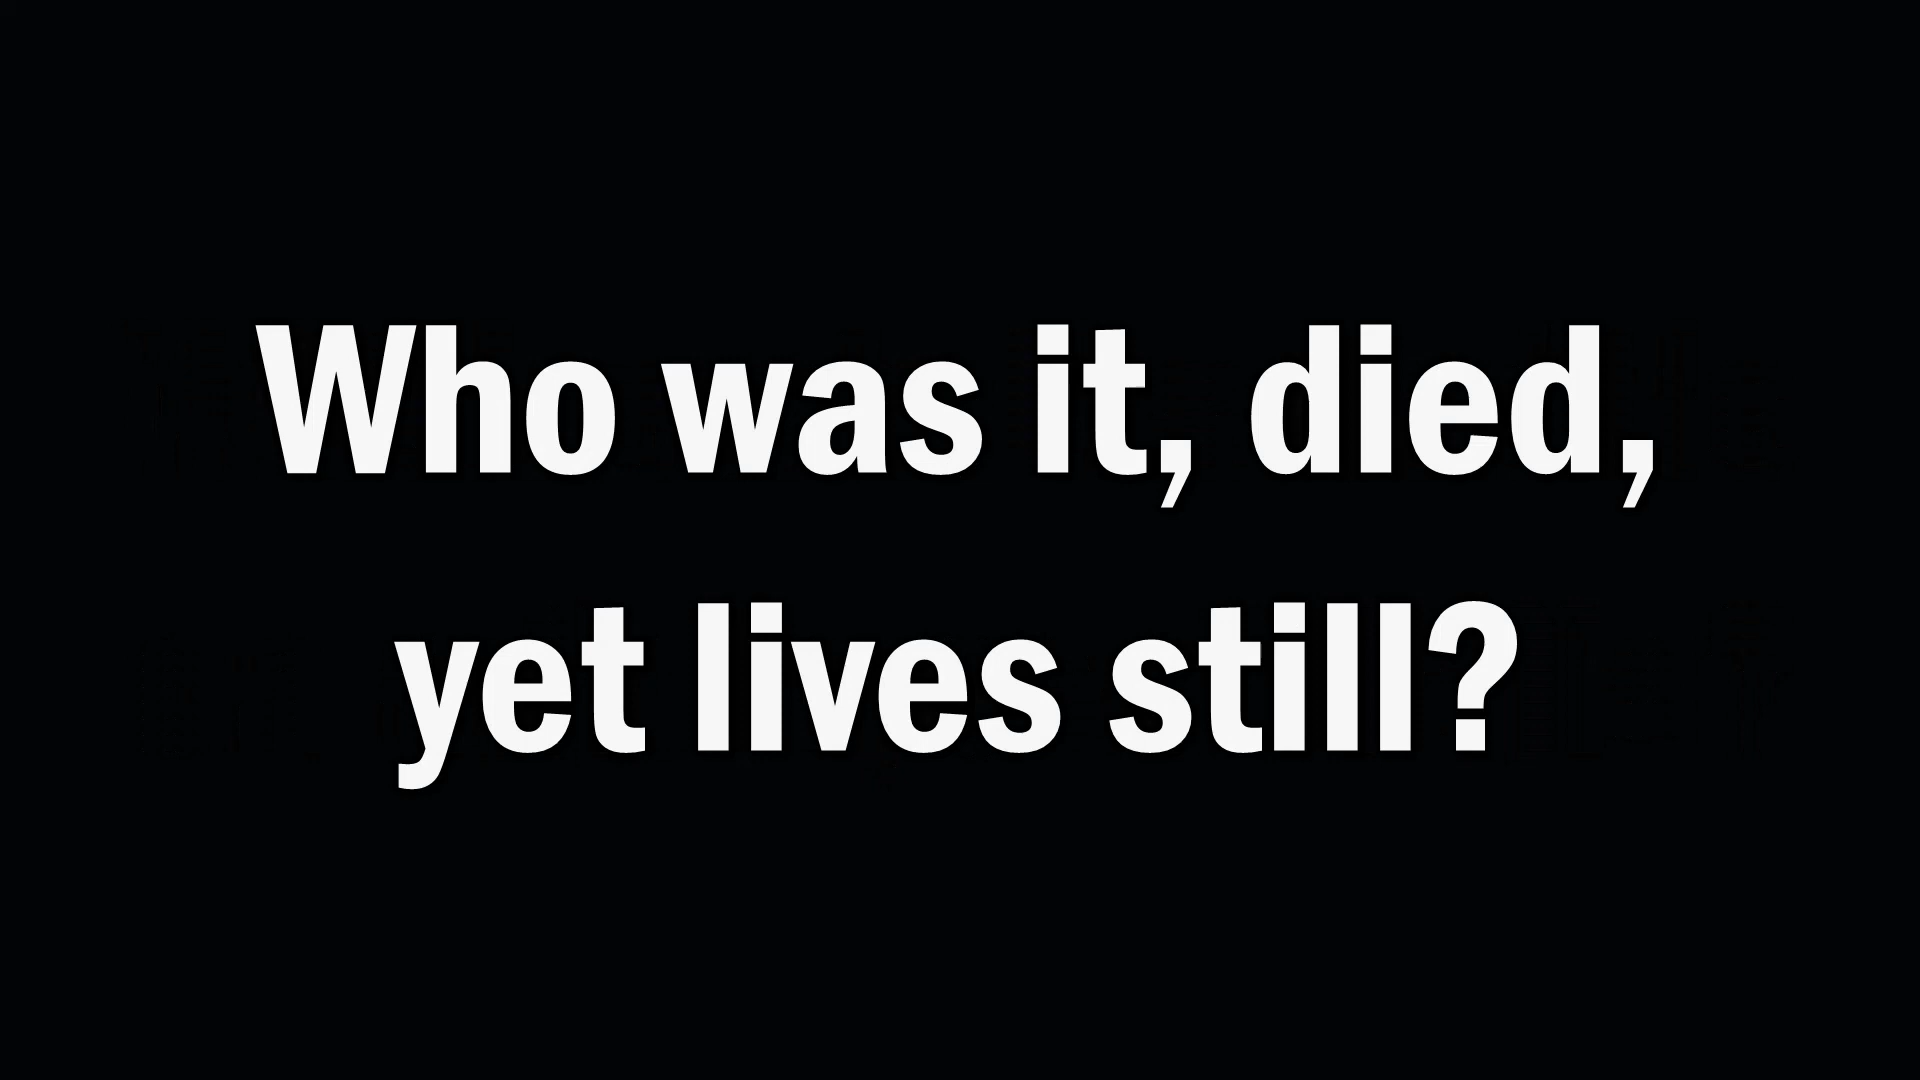 Who was it, died,
yet lives still?